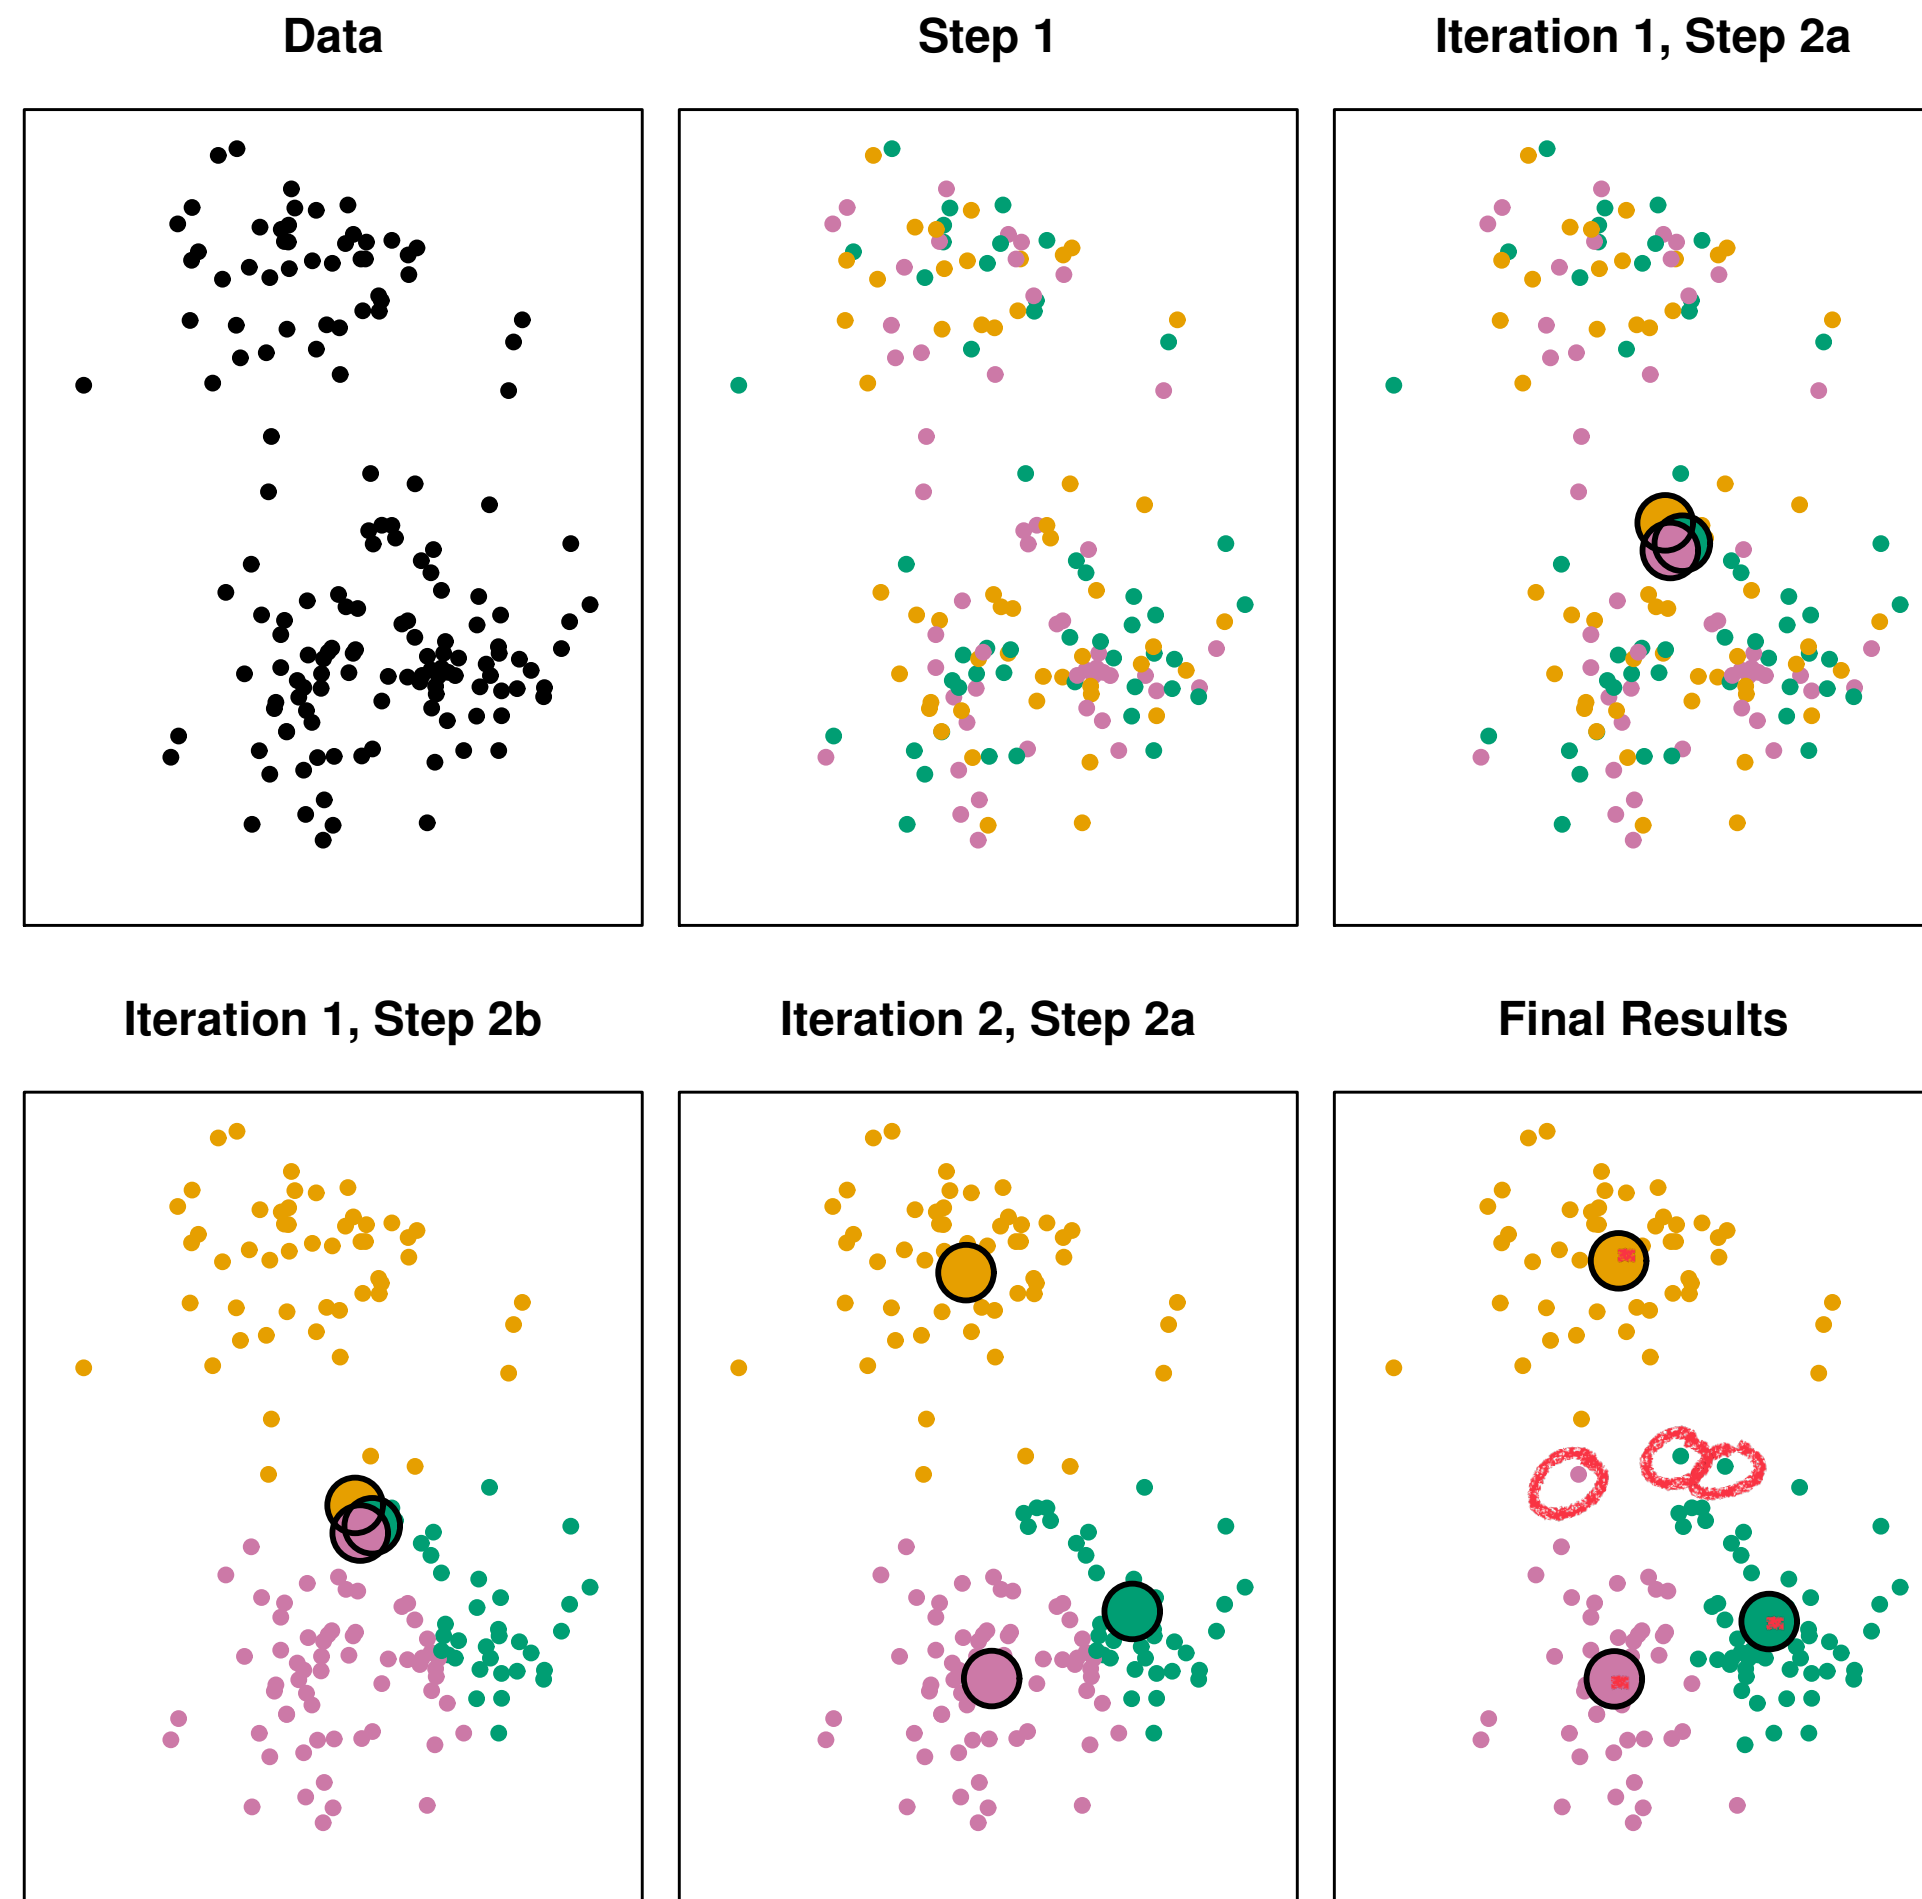 Data
Step 1
Iteration 1, Step 2a
Iteration 1, Step 2b
Iteration 2, Step 2a
Final Results